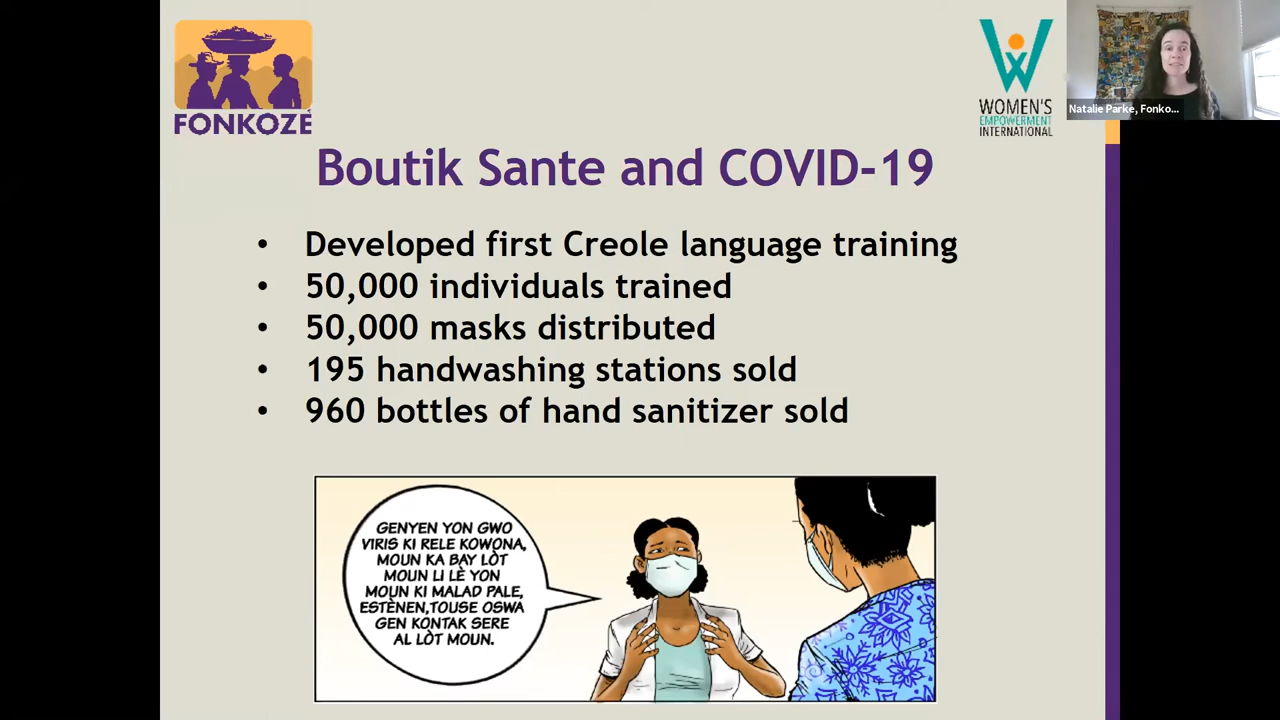 FONKOZE
WOMEN'S
EMPOWERMENT
INTERNATIONAL
Natalie Parke, Fonko...
Boutik Sante and COVID-19
• Developed first Creole language training
• 50,000 individuals trained
• 50,000 masks distributed
• 195 handwashing stations sold
• 960 bottles of hand sanitizer sold
GENYEN YON GWO
VIRIS KI RELE KOWONA,
MOUN KA BAY LÒT
MOUN LI LÈ YON
MOUN KI MALAD PALE,
ESTÈNEN,TOUSE OSWA
GEN KONTAK SERE
AL LÒT MOUN.